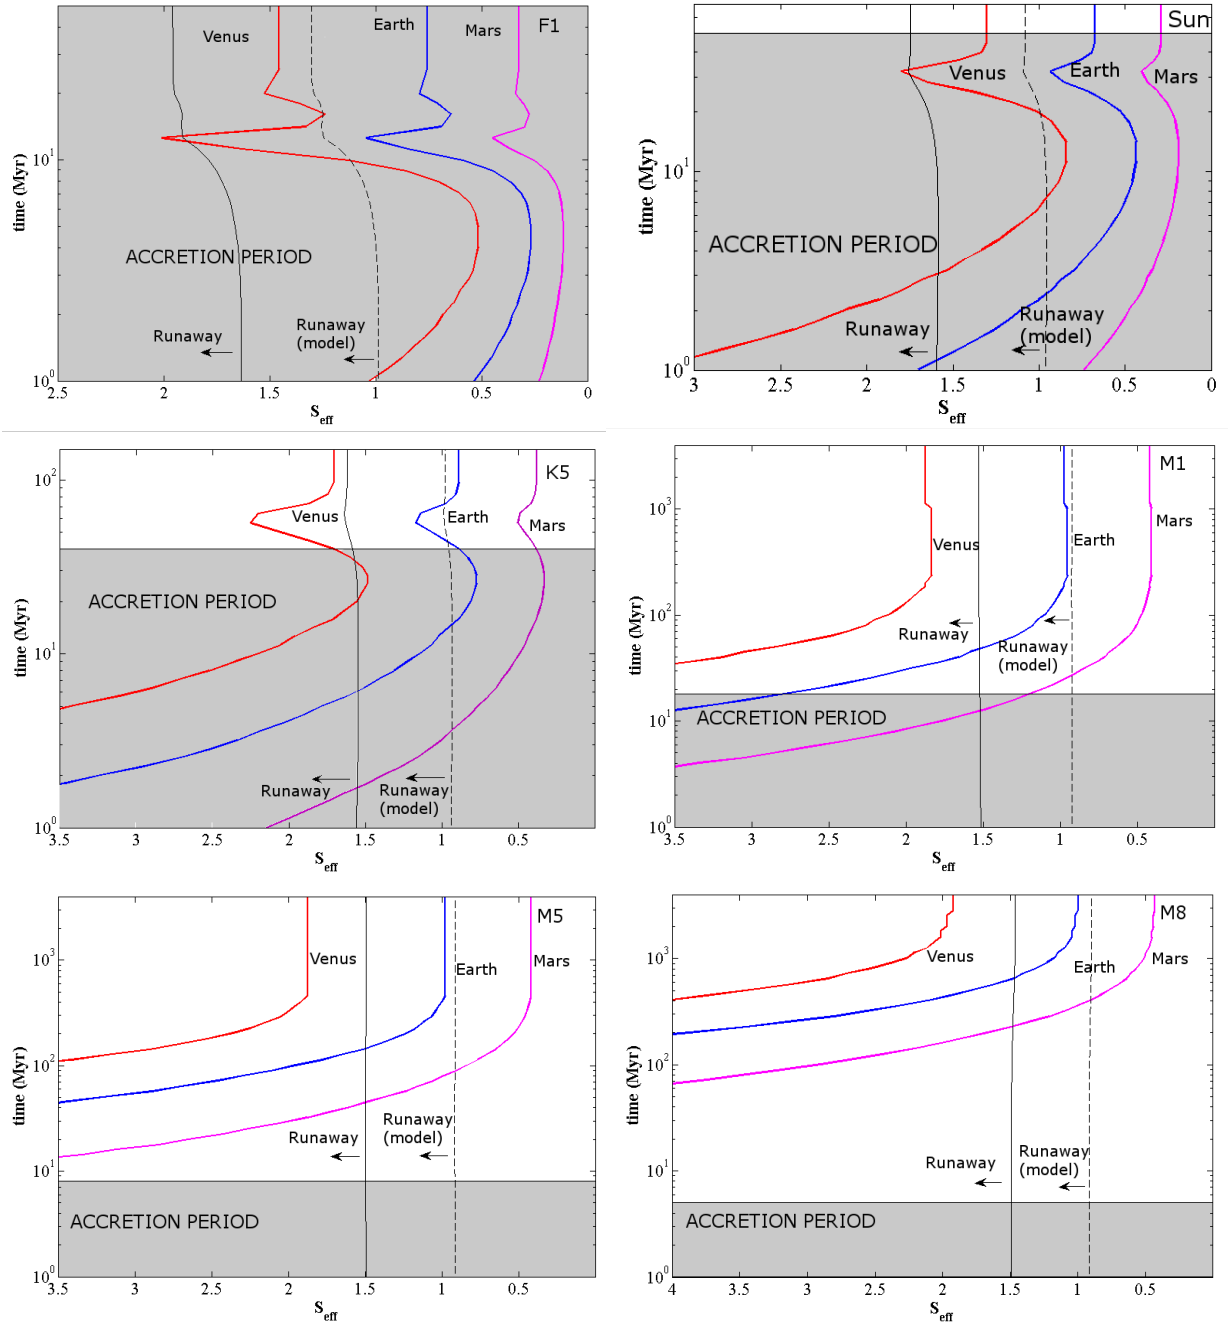 F1
Venus
Earth
Mars
ACCRETION PERIOD
Runaway
Runaway
(model)
time (Myr)
10^1
10^0
2.5 2 1.5 1 0.5 0
S_eff
Sun
Venus
Earth
Mars
ACCRETION PERIOD
Runaway
Runaway
(model)
time (Myr)
10^1
10^0
3 2.5 2 1.5 1 0.5 0
S_eff
K5
Venus
Earth
Mars
ACCRETION PERIOD
Runaway
Runaway
(model)
time (Myr)
10^2
10^1
10^0
3.5 3 2.5 2 1.5 1 0.5
S_eff
M1
Venus
Earth
Mars
Runaway
Runaway
(model)
ACCRETION PERIOD
time (Myr)
10^3
10^2
10^1
10^0
3.5 3 2.5 2 1.5 1 0.5
S_eff
M5
Venus
Earth
Mars
Runaway
Runaway
(model)
ACCRETION PERIOD
time (Myr)
10^3
10^2
10^1
10^0
3.5 3 2.5 2 1.5 1 0.5
S_eff
M8
Venus
Earth
Mars
Runaway
Runaway
(model)
ACCRETION PERIOD
time (Myr)
10^3
10^2
10^1
10^0
4 3.5 3 2.5 2 1.5 1 0.5
S_eff